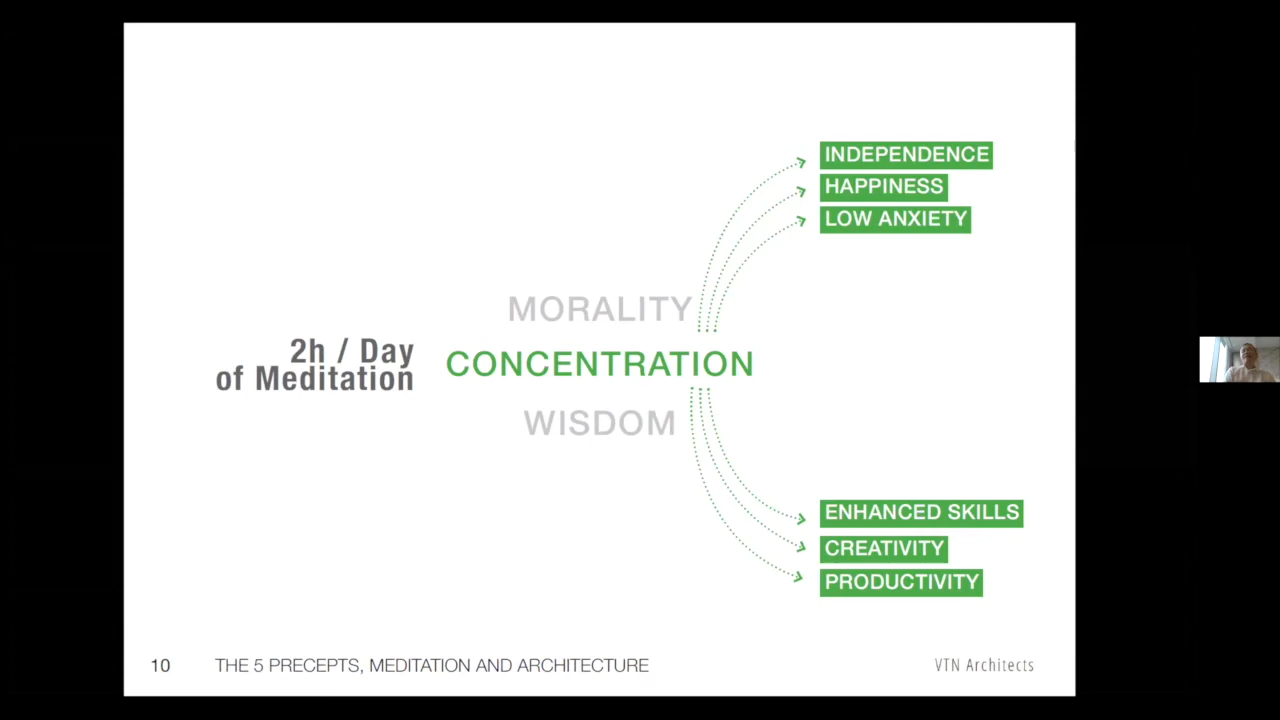 INDEPENDENCE
HAPPINESS
LOW ANXIETY
MORALITY
2h / Day
of Meditation
CONCENTRATION
WISDOM
ENHANCED SKILLS
CREATIVITY
PRODUCTIVITY
10 THE 5 PRECEPTS, MEDITATION AND ARCHITECTURE VTN Architects